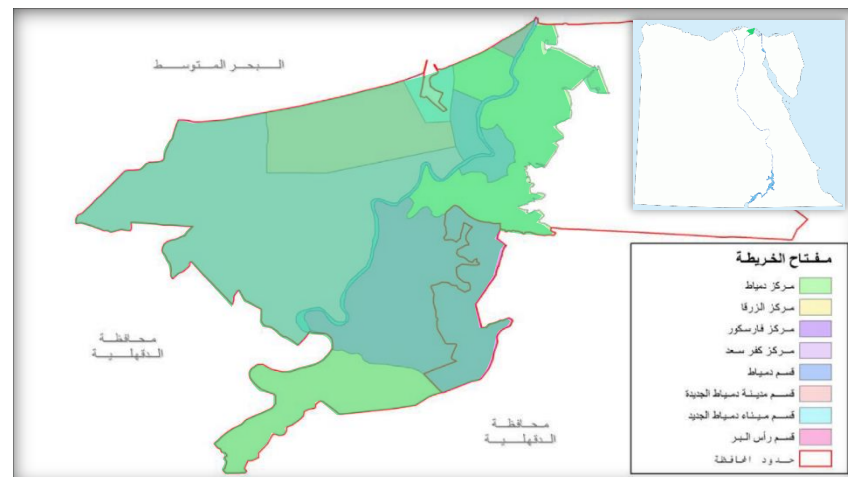 البحر المتوسط
محافظة
الدقهلية
محافظة
الدقهلية
مفتاح الخريطة
مركز دمياط
مركز الزرقا
مركز فارسكور
مركز كفر سعد
قسم دمياط
قسم مدينة دمياط الجديدة
قسم ميناء دمياط الجديد
قسم رأس البر
حدود المحافظة